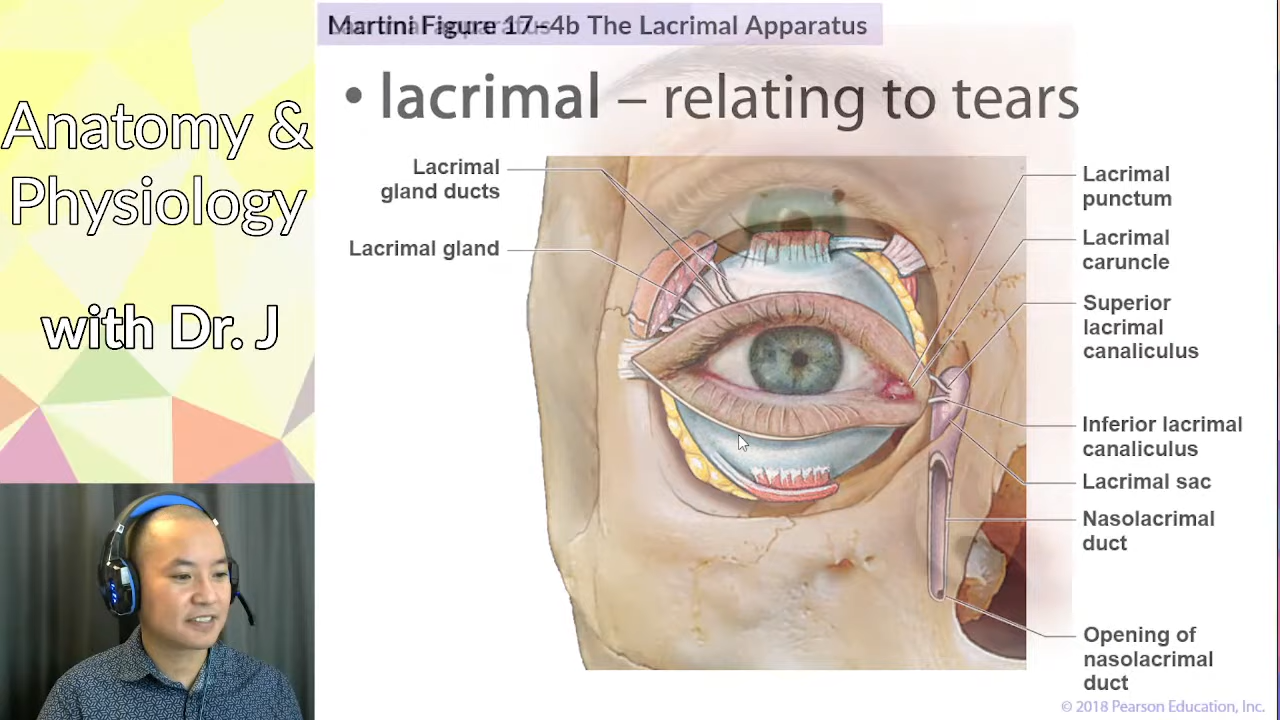 Anatomy &
Physiology
with Dr. J
Martini Figure 17–4b The Lacrimal Apparatus
Lacrimal apparatus
• lacrimal – relating to tears
Lacrimal
gland ducts
Lacrimal gland
Lacrimal
punctum
Lacrimal
caruncle
Superior
lacrimal
canaliculus
Inferior lacrimal
canaliculus
Lacrimal sac
Nasolacrimal
duct
Opening of
nasolacrimal
duct
© 2018 Pearson Education, Inc.